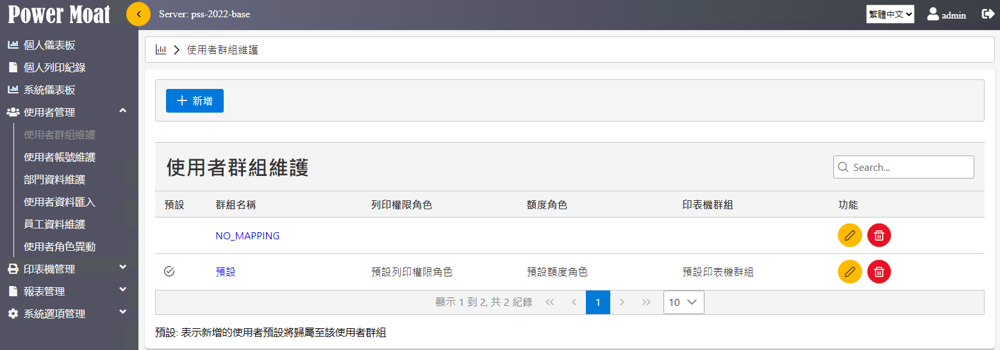 Power Moat
Server: pss-2022-base
繁體中文
admin
個人儀表板
個人列印紀錄
系統儀表板
使用者管理
使用者群組維護
使用者帳號維護
部門資料維護
使用者資料匯入
員工資料維護
使用者角色異動
印表機管理
報表管理
系統選項管理
使用者群組維護
新增
使用者群組維護
Search...
預設 群組名稱 列印權限角色 額度角色 印表機群組 功能
NO_MAPPING
預設 預設列印權限角色 預設額度角色 預設印表機群組
顯示 1 到 2, 共 2 紀錄 1 10
預設: 表示新增的使用者預設將歸屬至該使用者群組